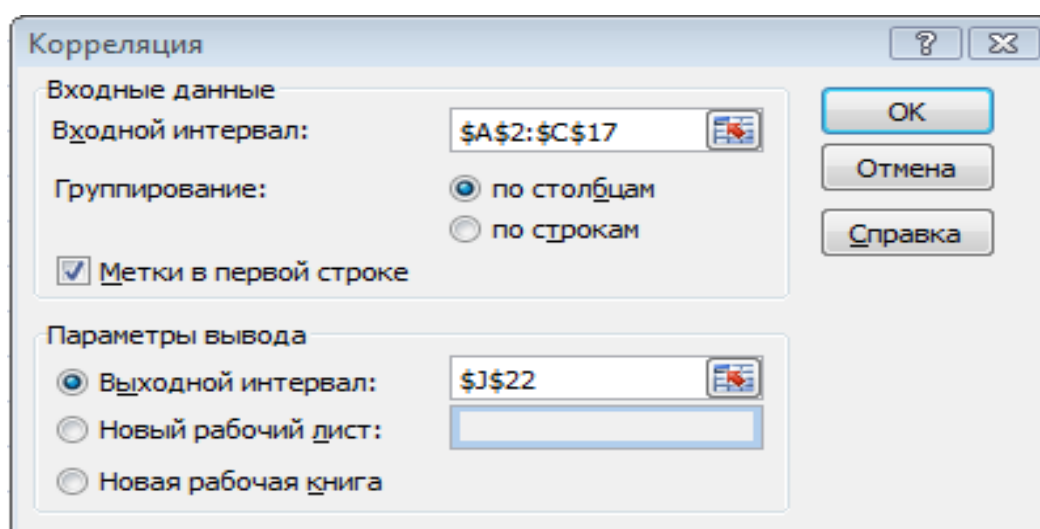 Корреляция
Входные данные
Входной интервал: $A$2:$C$17
Группирование: по столбцам
по строкам
Метки в первой строке
Параметры вывода
Выходной интервал: $J$22
Новый рабочий лист:
Новая рабочая книга
?
ОК
Отмена
Справка